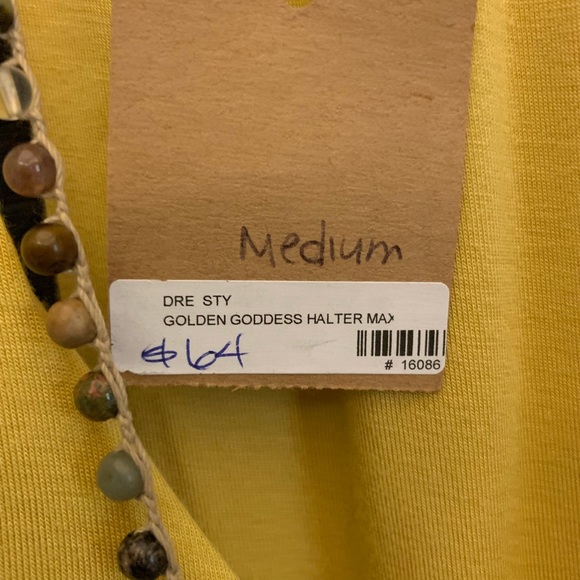 Medium
DRE STY
GOLDEN GODDESS HALTER MAX
$64
# 16086